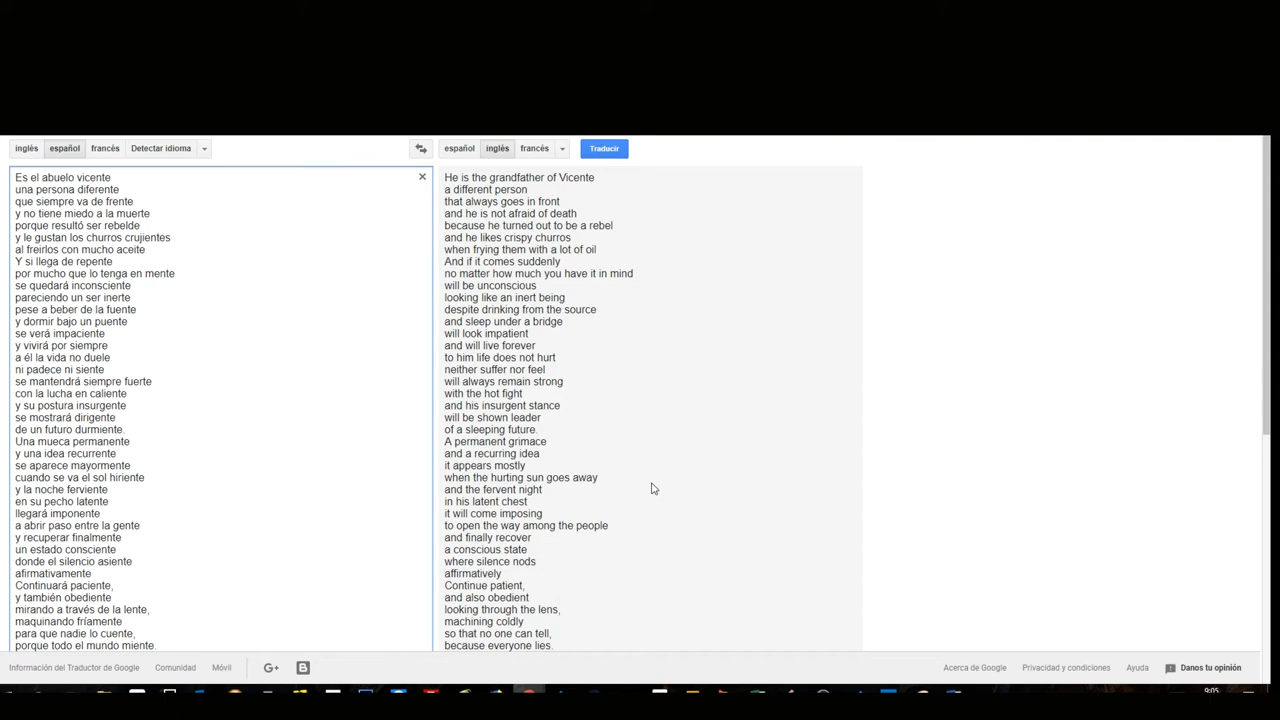 inglés español francés Detectar idioma
español inglés francés Traducir
Es el abuelo vicente
una persona diferente
que siempre va de frente
y no tiene miedo a la muerte
porque resultó ser rebelde
y le gustan los churros crujientes
al freirlos con mucho aceite
Y si llega de repente
por mucho que lo tenga en mente
se quedará inconsciente
pareciendo un ser inerte
pese a beber de la fuente
y dormir bajo un puente
se verá impaciente
y vivirá por siempre
a él la vida no duele
ni padece ni siente
se mantendrá siempre fuerte
con la lucha en caliente
y su postura insurgente
se mostrará dirigente
de un futuro durmiente.
Una mueca permanente
y una idea recurrente
se aparece mayormente
cuando se va el sol hiriente
y la noche ferviente
en su pecho latente
llegará imponente
a abrir paso entre la gente
y recuperar finalmente
un estado consciente
donde el silencio asiente
afirmativamente
Continuará paciente,
y también obediente
mirando a través de la lente,
maquinando fríamente
para que nadie lo cuente,
porque todo el mundo miente.
He is the grandfather of Vicente
a different person
that always goes in front
and he is not afraid of death
because he turned out to be a rebel
and he likes crispy churros
when frying them with a lot of oil
And if it comes suddenly
no matter how much you have it in mind
will be unconscious
looking like an inert being
despite drinking from the source
and sleep under a bridge
will look impatient
and will live forever
to him life does not hurt
neither suffer nor feel
will always remain strong
with the hot fight
and his insurgent stance
will be shown leader
of a sleeping future.
A permanent grimace
and a recurring idea
it appears mostly
when the hurting sun goes away
and the fervent night
in his latent chest
it will come imposing
to open the way among the people
and finally recover
a conscious state
where silence nods
affirmatively
Continue patient,
and also obedient
looking through the lens,
machining coldly
so that no one can tell,
because everyone lies.
Información del Traductor de Google Comunidad Móvil G+ Acerca de Google Privacidad y condiciones Ayuda Danos tu opinión
9:05